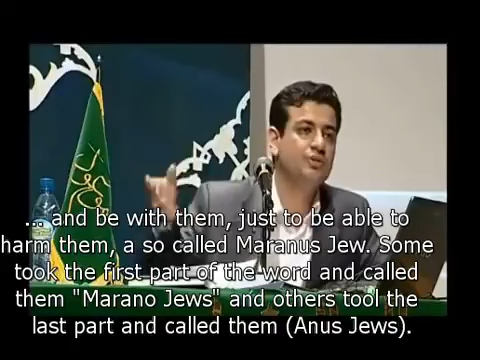 ... and be with them, just to be able to
harm them, a so called Maranus Jew. Some
took the first part of the word and called
them "Marano Jews" and others tool the
last part and called them (Anus Jews).